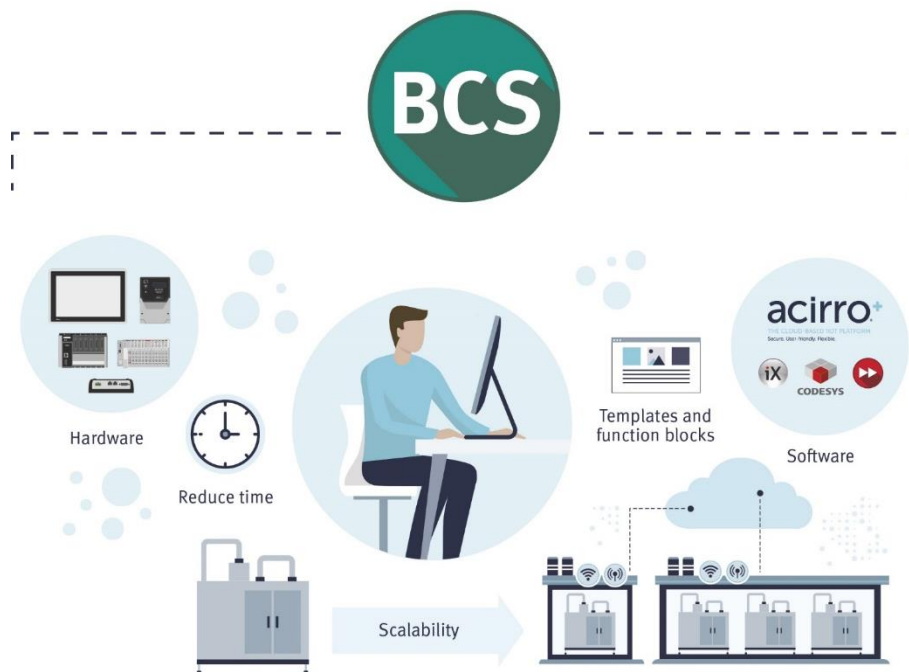 BCS
acirro+
THE CLOUD-BASED IIOT PLATFORM
Secure. User-friendly. Flexible.
iX
CODESYS
Hardware
Templates and
function blocks
Software
Reduce time
Scalability